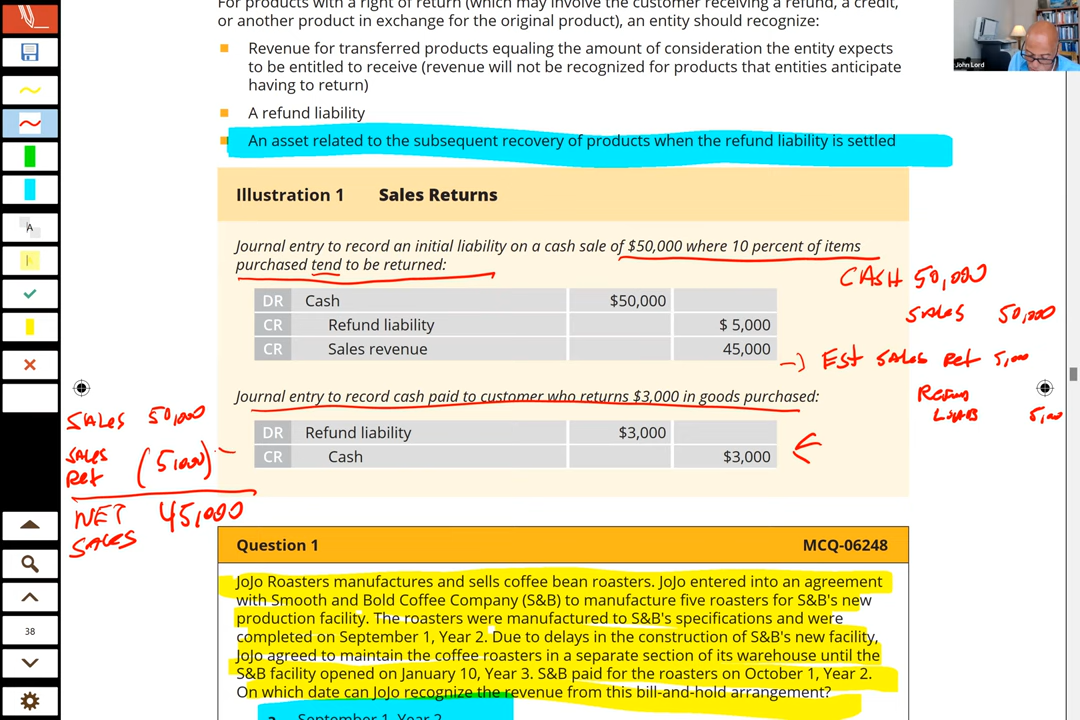 For products with a right of return (which may involve the customer receiving a refund, a credit,
or another product in exchange for the original product), an entity should recognize:
Revenue for transferred products equaling the amount of consideration the entity expects
to be entitled to receive (revenue will not be recognized for products that entities anticipate
having to return)
A refund liability
An asset related to the subsequent recovery of products when the refund liability is settled
John Lord
Illustration 1 Sales Returns
Journal entry to record an initial liability on a cash sale of $50,000 where 10 percent of items
purchased tend to be returned:
DR Cash $50,000
CR Refund liability $ 5,000
CR Sales revenue 45,000
CASH 50,000
SALES 50,000
EST SALES Ret 5,000
REFUND
LIAB 5,000
Journal entry to record cash paid to customer who returns $3,000 in goods purchased:
DR Refund liability $3,000
CR Cash $3,000
SALES 50,000
SALES
Ret (5,000)
NET 45,000
SALES
Question 1 MCQ-06248
JoJo Roasters manufactures and sells coffee bean roasters. JoJo entered into an agreement
with Smooth and Bold Coffee Company (S&B) to manufacture five roasters for S&B's new
production facility. The roasters were manufactured to S&B's specifications and were
completed on September 1, Year 2. Due to delays in the construction of S&B's new facility,
JoJo agreed to maintain the coffee roasters in a separate section of its warehouse until the
S&B facility opened on January 10, Year 3. S&B paid for the roasters on October 1, Year 2.
On which date can JoJo recognize the revenue from this bill-and-hold arrangement?
a. September 1, Year 2
A
38